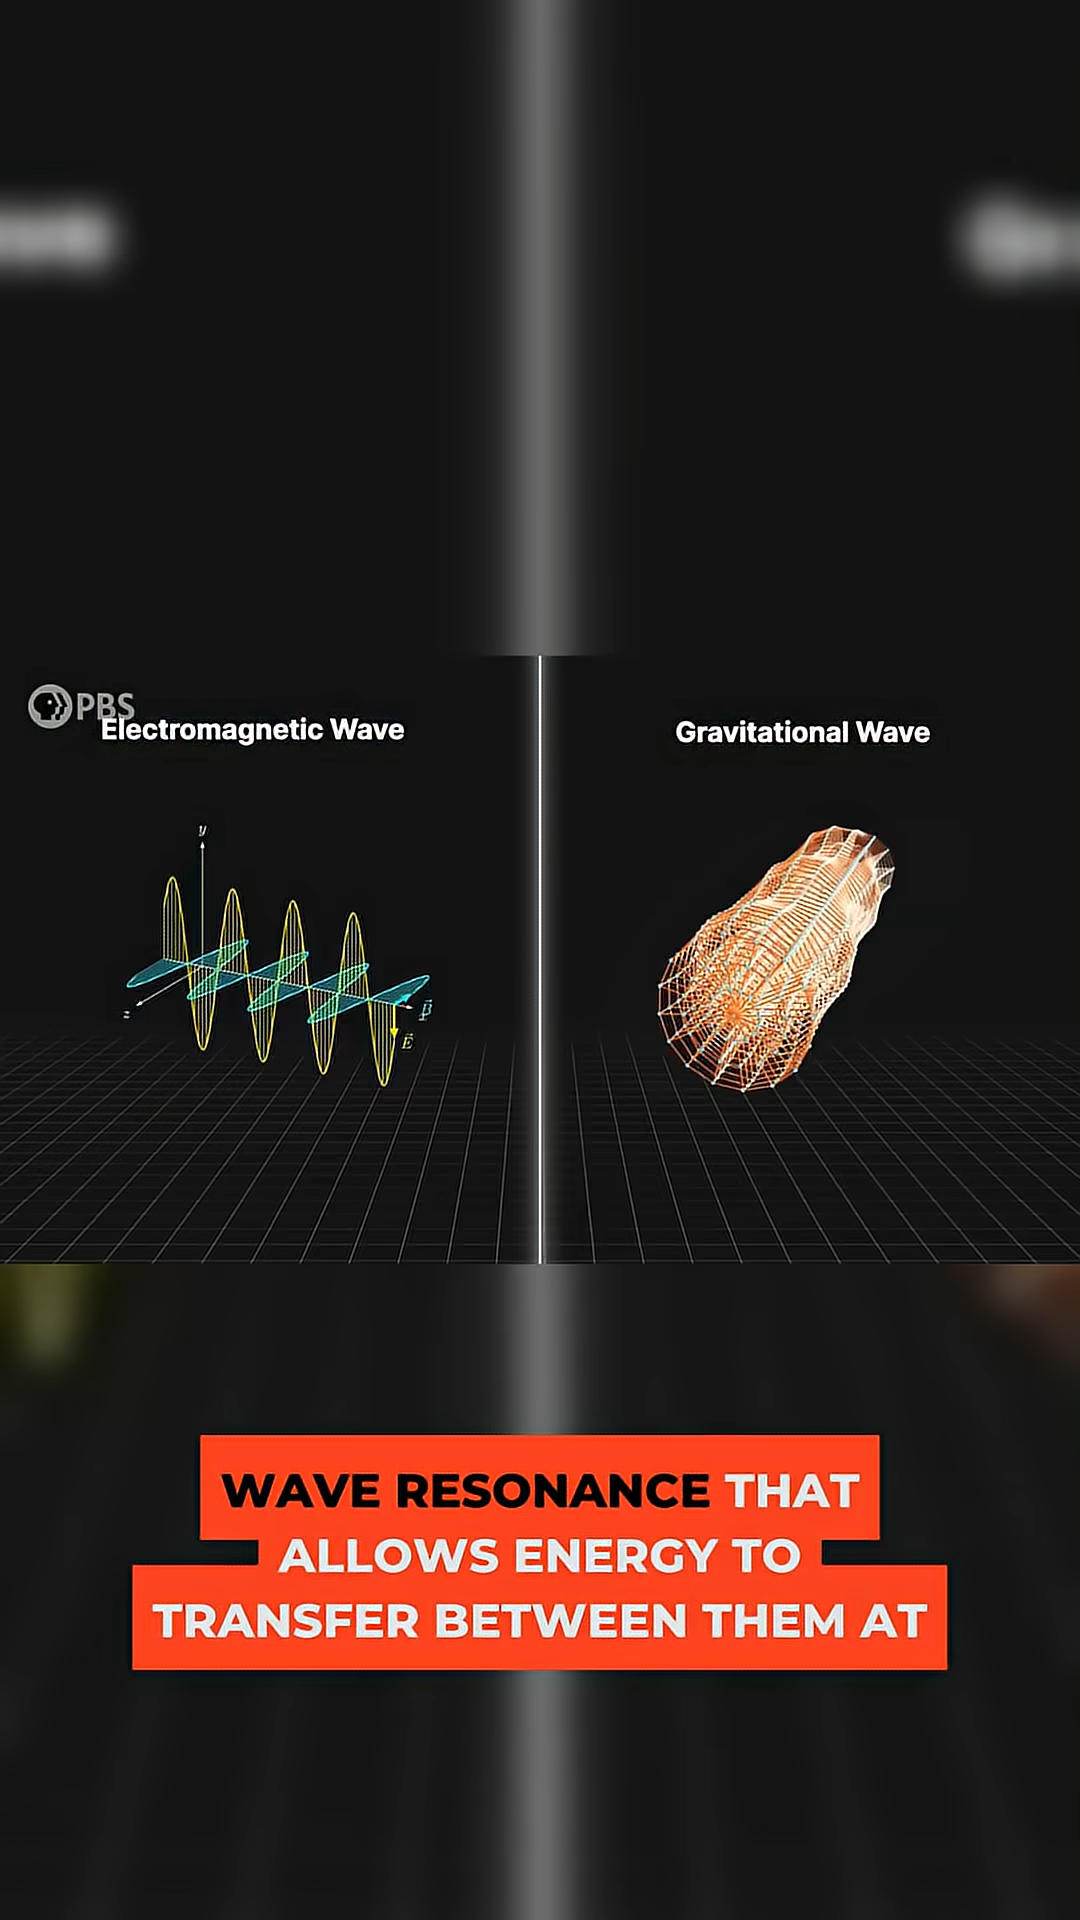 PBS
Electromagnetic Wave
Gravitational Wave
y
z
B
E
WAVE RESONANCE THAT
ALLOWS ENERGY TO
TRANSFER BETWEEN THEM AT